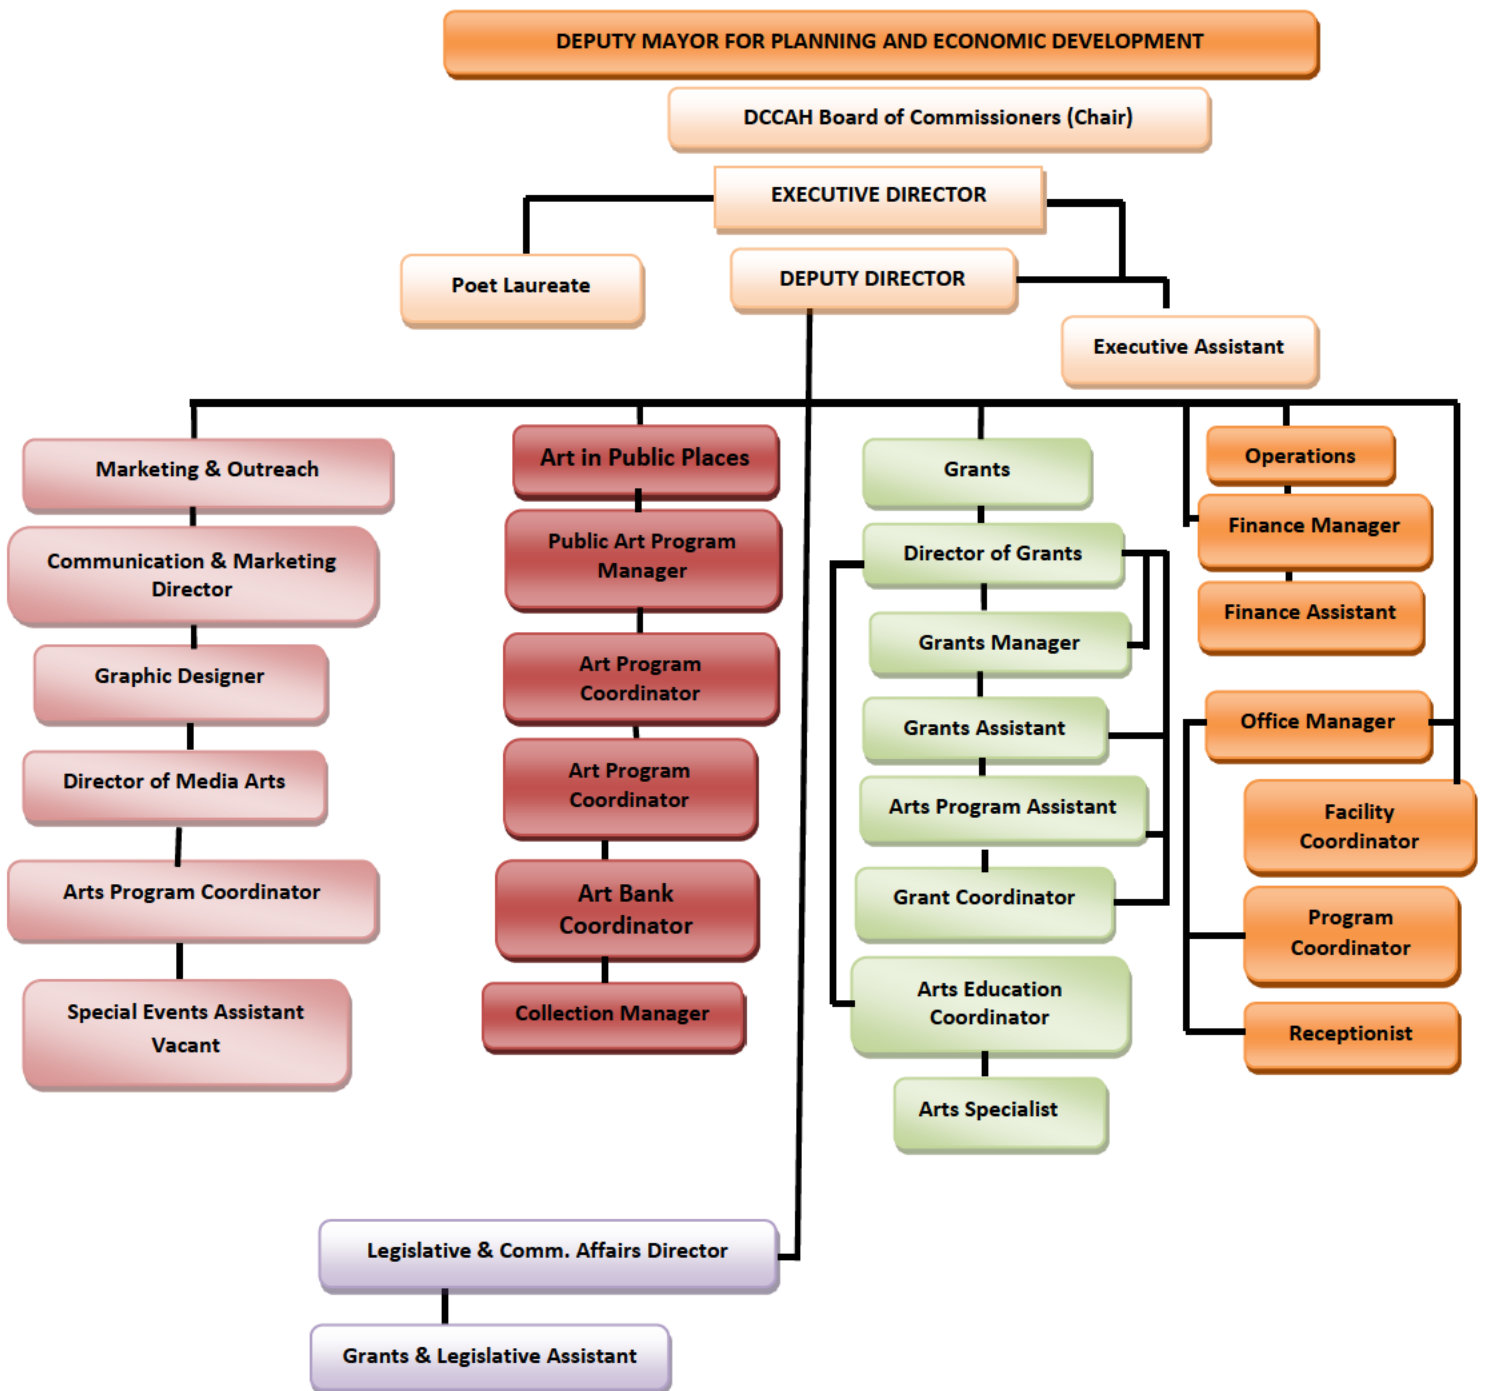 DEPUTY MAYOR FOR PLANNING AND ECONOMIC DEVELOPMENT
DCCAH Board of Commissioners (Chair)
EXECUTIVE DIRECTOR
Poet Laureate
DEPUTY DIRECTOR
Executive Assistant
Marketing & Outreach
Communication & Marketing
Director
Graphic Designer
Director of Media Arts
Arts Program Coordinator
Special Events Assistant
Vacant
Art in Public Places
Public Art Program
Manager
Art Program
Coordinator
Art Program
Coordinator
Art Bank
Coordinator
Collection Manager
Grants
Director of Grants
Grants Manager
Grants Assistant
Arts Program Assistant
Grant Coordinator
Arts Education
Coordinator
Arts Specialist
Operations
Finance Manager
Finance Assistant
Office Manager
Facility
Coordinator
Program
Coordinator
Receptionist
Legislative & Comm. Affairs Director
Grants & Legislative Assistant